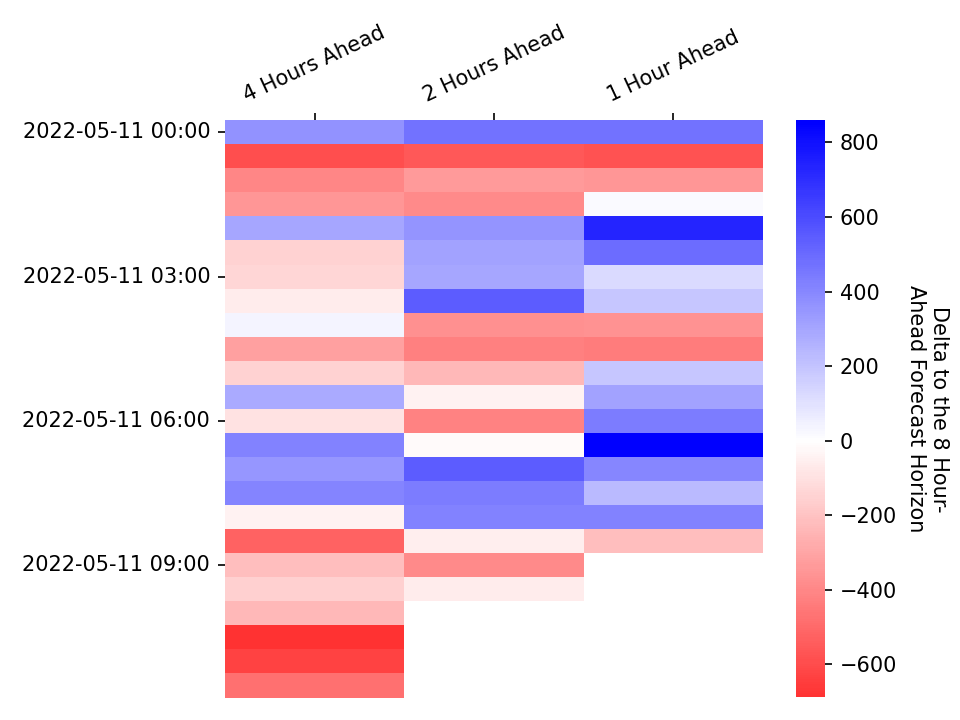 4 Hours Ahead
2 Hours Ahead
1 Hour Ahead
2022-05-11 00:00
2022-05-11 03:00
2022-05-11 06:00
2022-05-11 09:00
800
600
400
200
0
−200
−400
−600
Delta to the 8 Hour-
Ahead Forecast Horizon